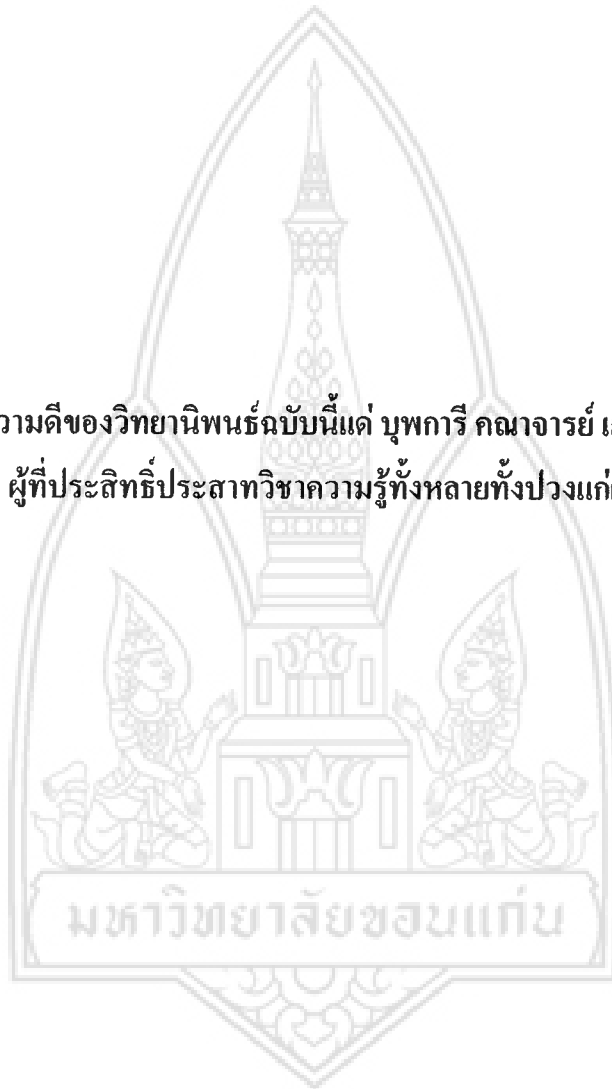 วามดีของวิทยานิพนธ์ฉบับนี้แด่ บุพการี คณาจารย์
ผู้ที่ประสิทธิ์ประสาทวิชาความรู้ทั้งหลายทั้งปวงแก่
มหาวิทยาลัยขอนแก่น